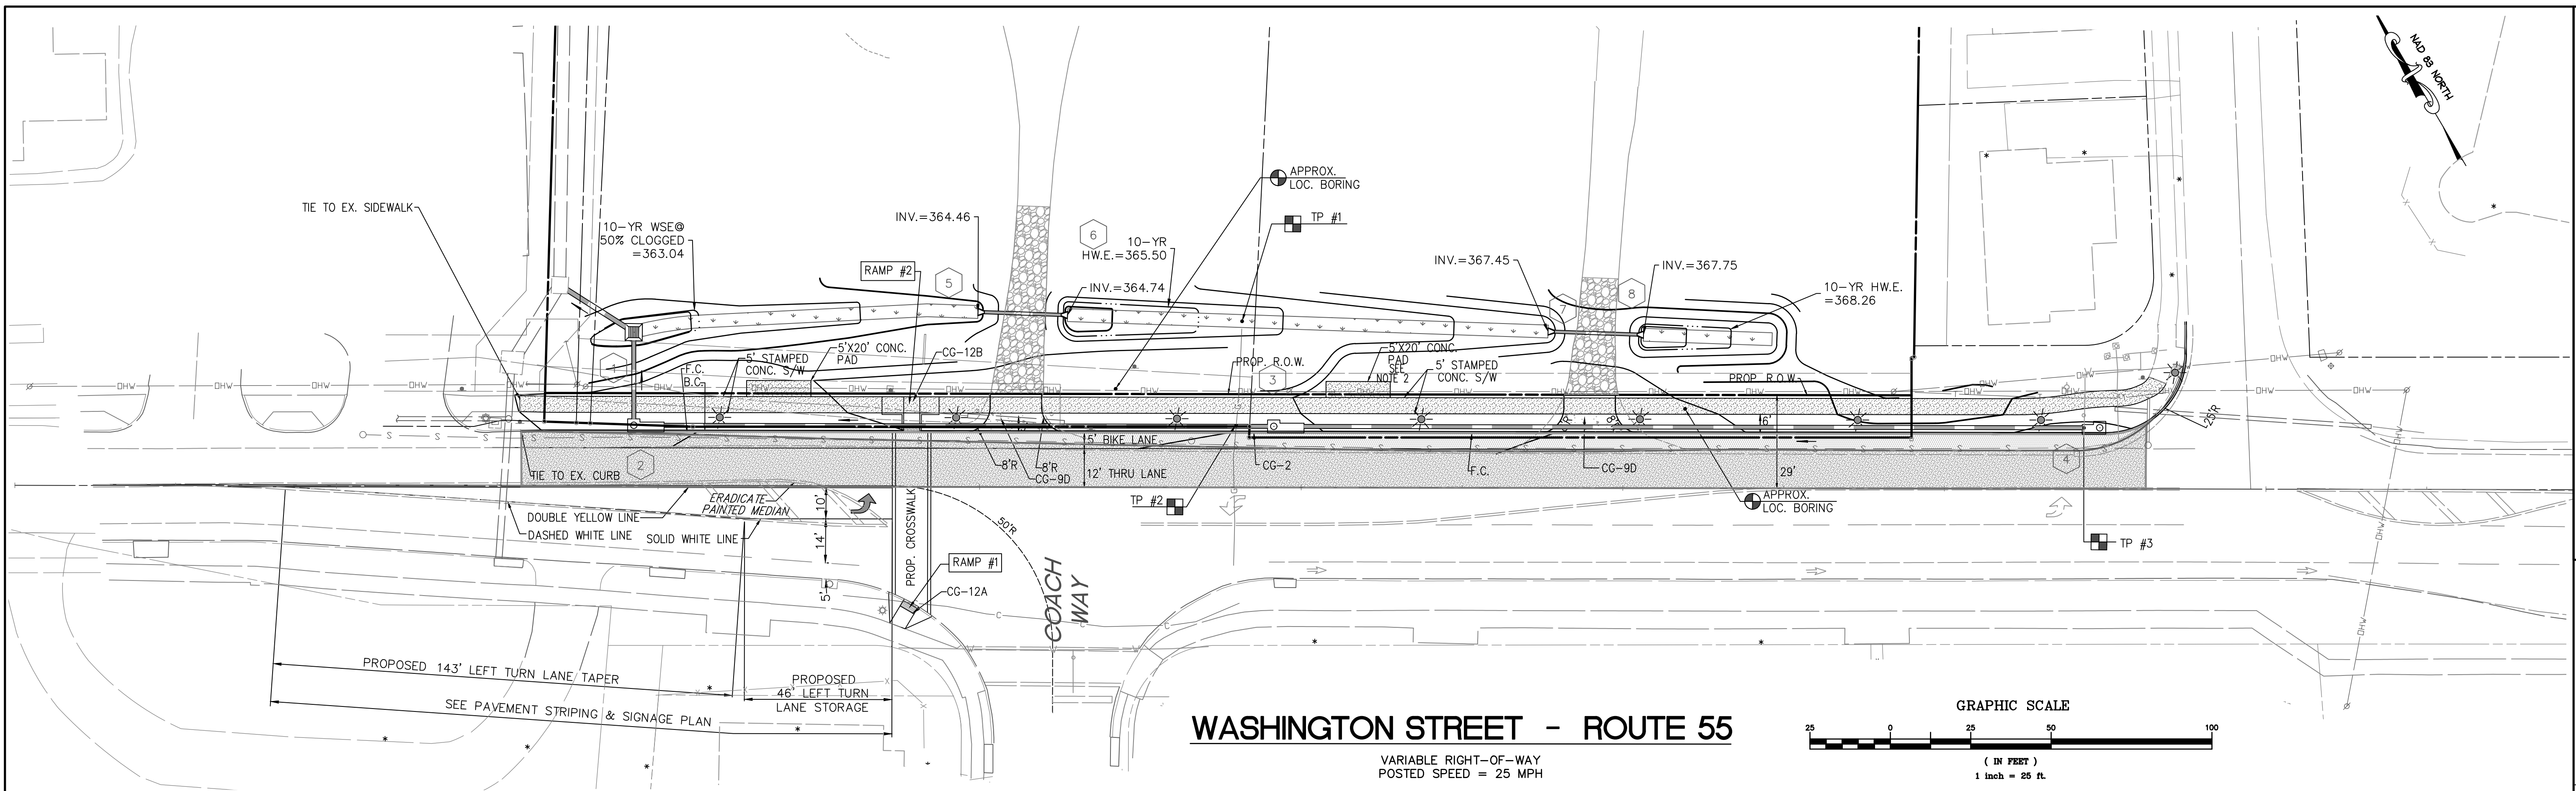 NAD 83 NORTH
APPROX.
LOC. BORING
TIE TO EX. SIDEWALK
TP #1
INV.=364.46
10-YR WSE@
50% CLOGGED
=363.04
6
10-YR
HW.E.=365.50
INV.=367.45
INV.=367.75
RAMP #2
5
INV.=364.74
7
8
10-YR HW.E.
=368.26
5'X20' CONC.
PAD
CG-12B
5' STAMPED
CONC. S/W
PROP. R.O.W.
5'X20' CONC.
PAD
SEE
NOTE 2
5' STAMPED
CONC. S/W
PROP. R.O.W.
1
3
F.C.
B.C.
OHW OHW OHW OHW OHW
6'
25'R
5' BIKE LANE
2
TIE TO EX. CURB
8'R
8'R
CG-9D
12' THRU LANE
CG-2
F.C.
CG-9D
29'
4
ERADICATE
PAINTED MEDIAN
10'
TP #2
APPROX.
LOC. BORING
DOUBLE YELLOW LINE
DASHED WHITE LINE
SOLID WHITE LINE
14'
50'R
TP #3
PROP. CROSSWALK
RAMP #1
5'
CG-12A
COACH
WAY
PROPOSED 143' LEFT TURN LANE TAPER
PROPOSED
46' LEFT TURN
LANE STORAGE
SEE PAVEMENT STRIPING & SIGNAGE PLAN
WASHINGTON STREET - ROUTE 55
VARIABLE RIGHT-OF-WAY
POSTED SPEED = 25 MPH
GRAPHIC SCALE
25 0 25 50 100
( IN FEET )
1 inch = 25 ft.